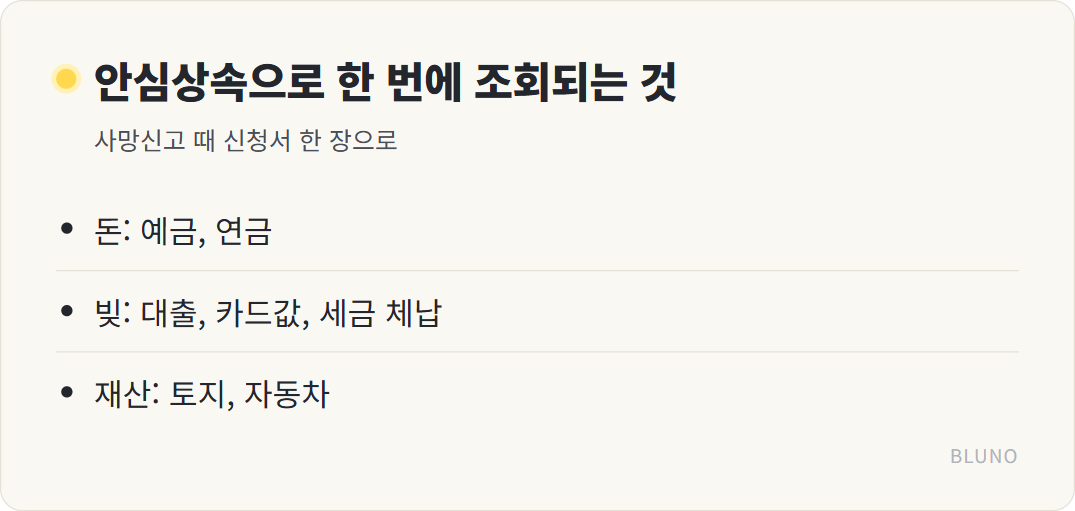 안심상속으로 한 번에 조회되는 것
사망신고 때 신청서 한 장으로
돈: 예금, 연금
빚: 대출, 카드값, 세금 체납
재산: 토지, 자동차
BLUNO